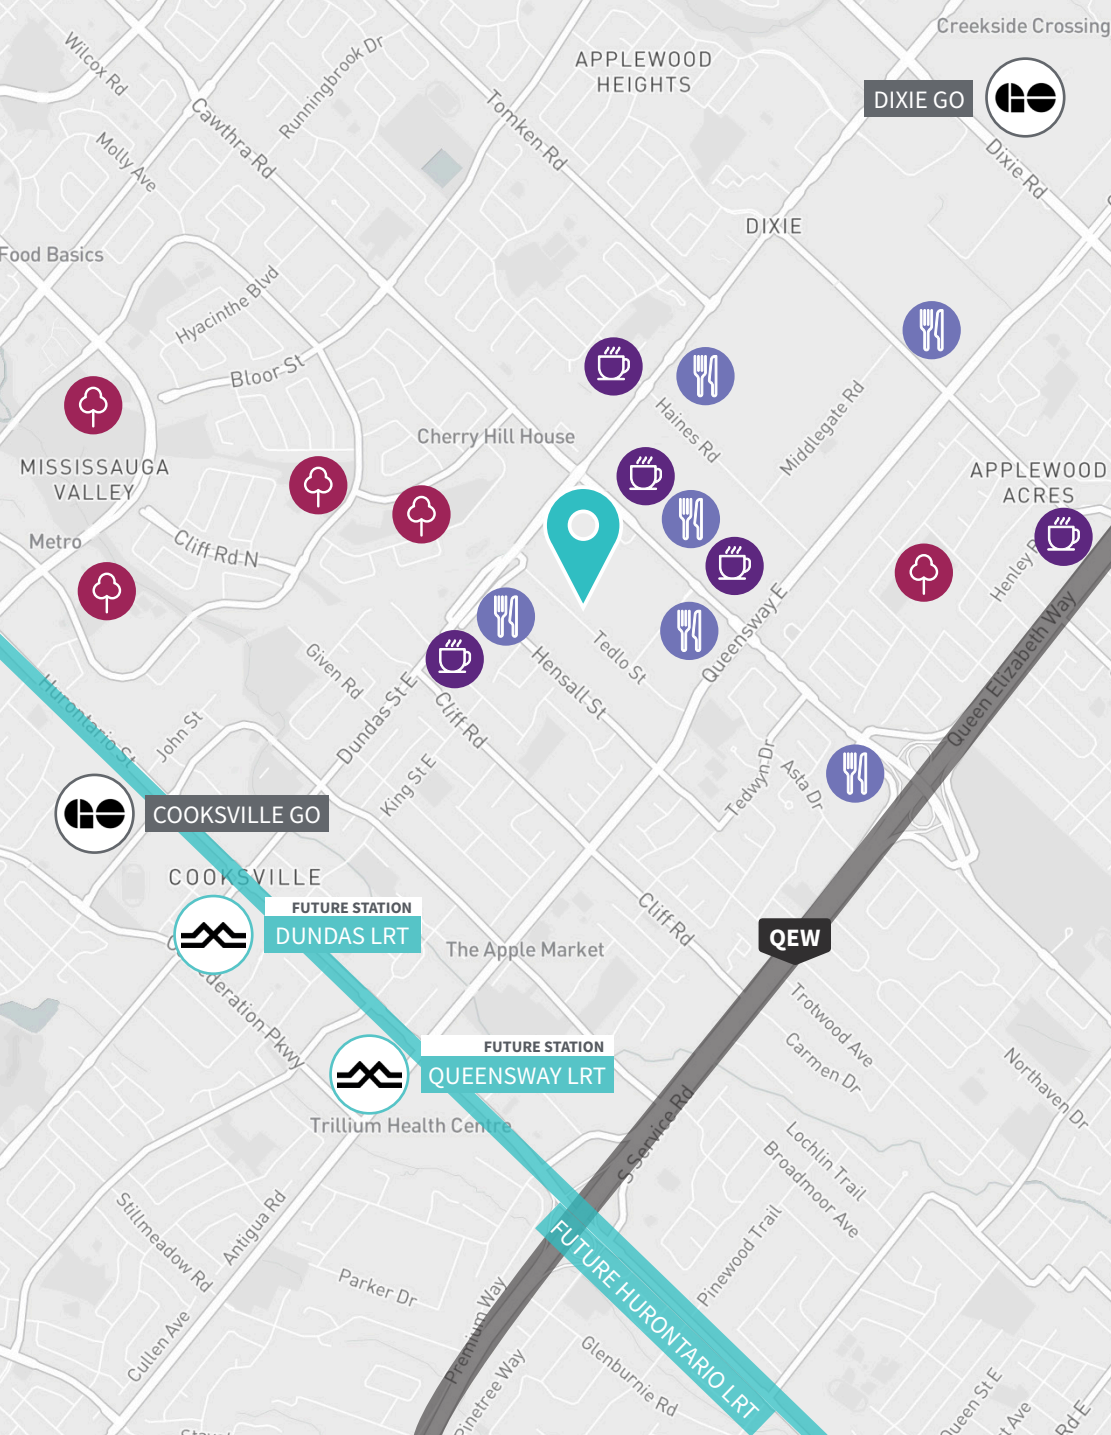 Creekside Crossing
APPLEWOOD
HEIGHTS
Wilcox Rd
Runningbrook Dr
DIXIE GO
Tomken Rd
Cawthra Rd
Molly Ave
Dixie Rd
DIXIE
Food Basics
Hyacinthe Blvd
Bloor St
Haines Rd
Middlegate Rd
Cherry Hill House
MISSISSAUGA
VALLEY
APPLEWOOD
ACRES
Metro
Cliff Rd N
Henley
Queensway E
Queen Elizabeth Way
Given Rd
Tedlo St
Hensall St
Hurontario St
John St
Dundas St E
Cliff Rd
King St E
Tedwyn Dr
Asta Dr
COOKSVILLE GO
COOKSVILLE
FUTURE STATION
DUNDAS LRT
Cliff Rd
QEW
The Apple Market
Pkwy
Trotwood Ave
Carmen Dr
FUTURE STATION
QUEENSWAY LRT
Northaven Dr
Trillium Health Centre
S Service Rd
Lochlin Trail
Broadmoor Ave
Stillmeadow Rd
Antigua Rd
Pinewood Trail
FUTURE HURONTARIO LRT
Parker Dr
Premium Way
Cullen Ave
Pinetree Way
Glenburnie Rd
Queen St E
Ave
Rd E